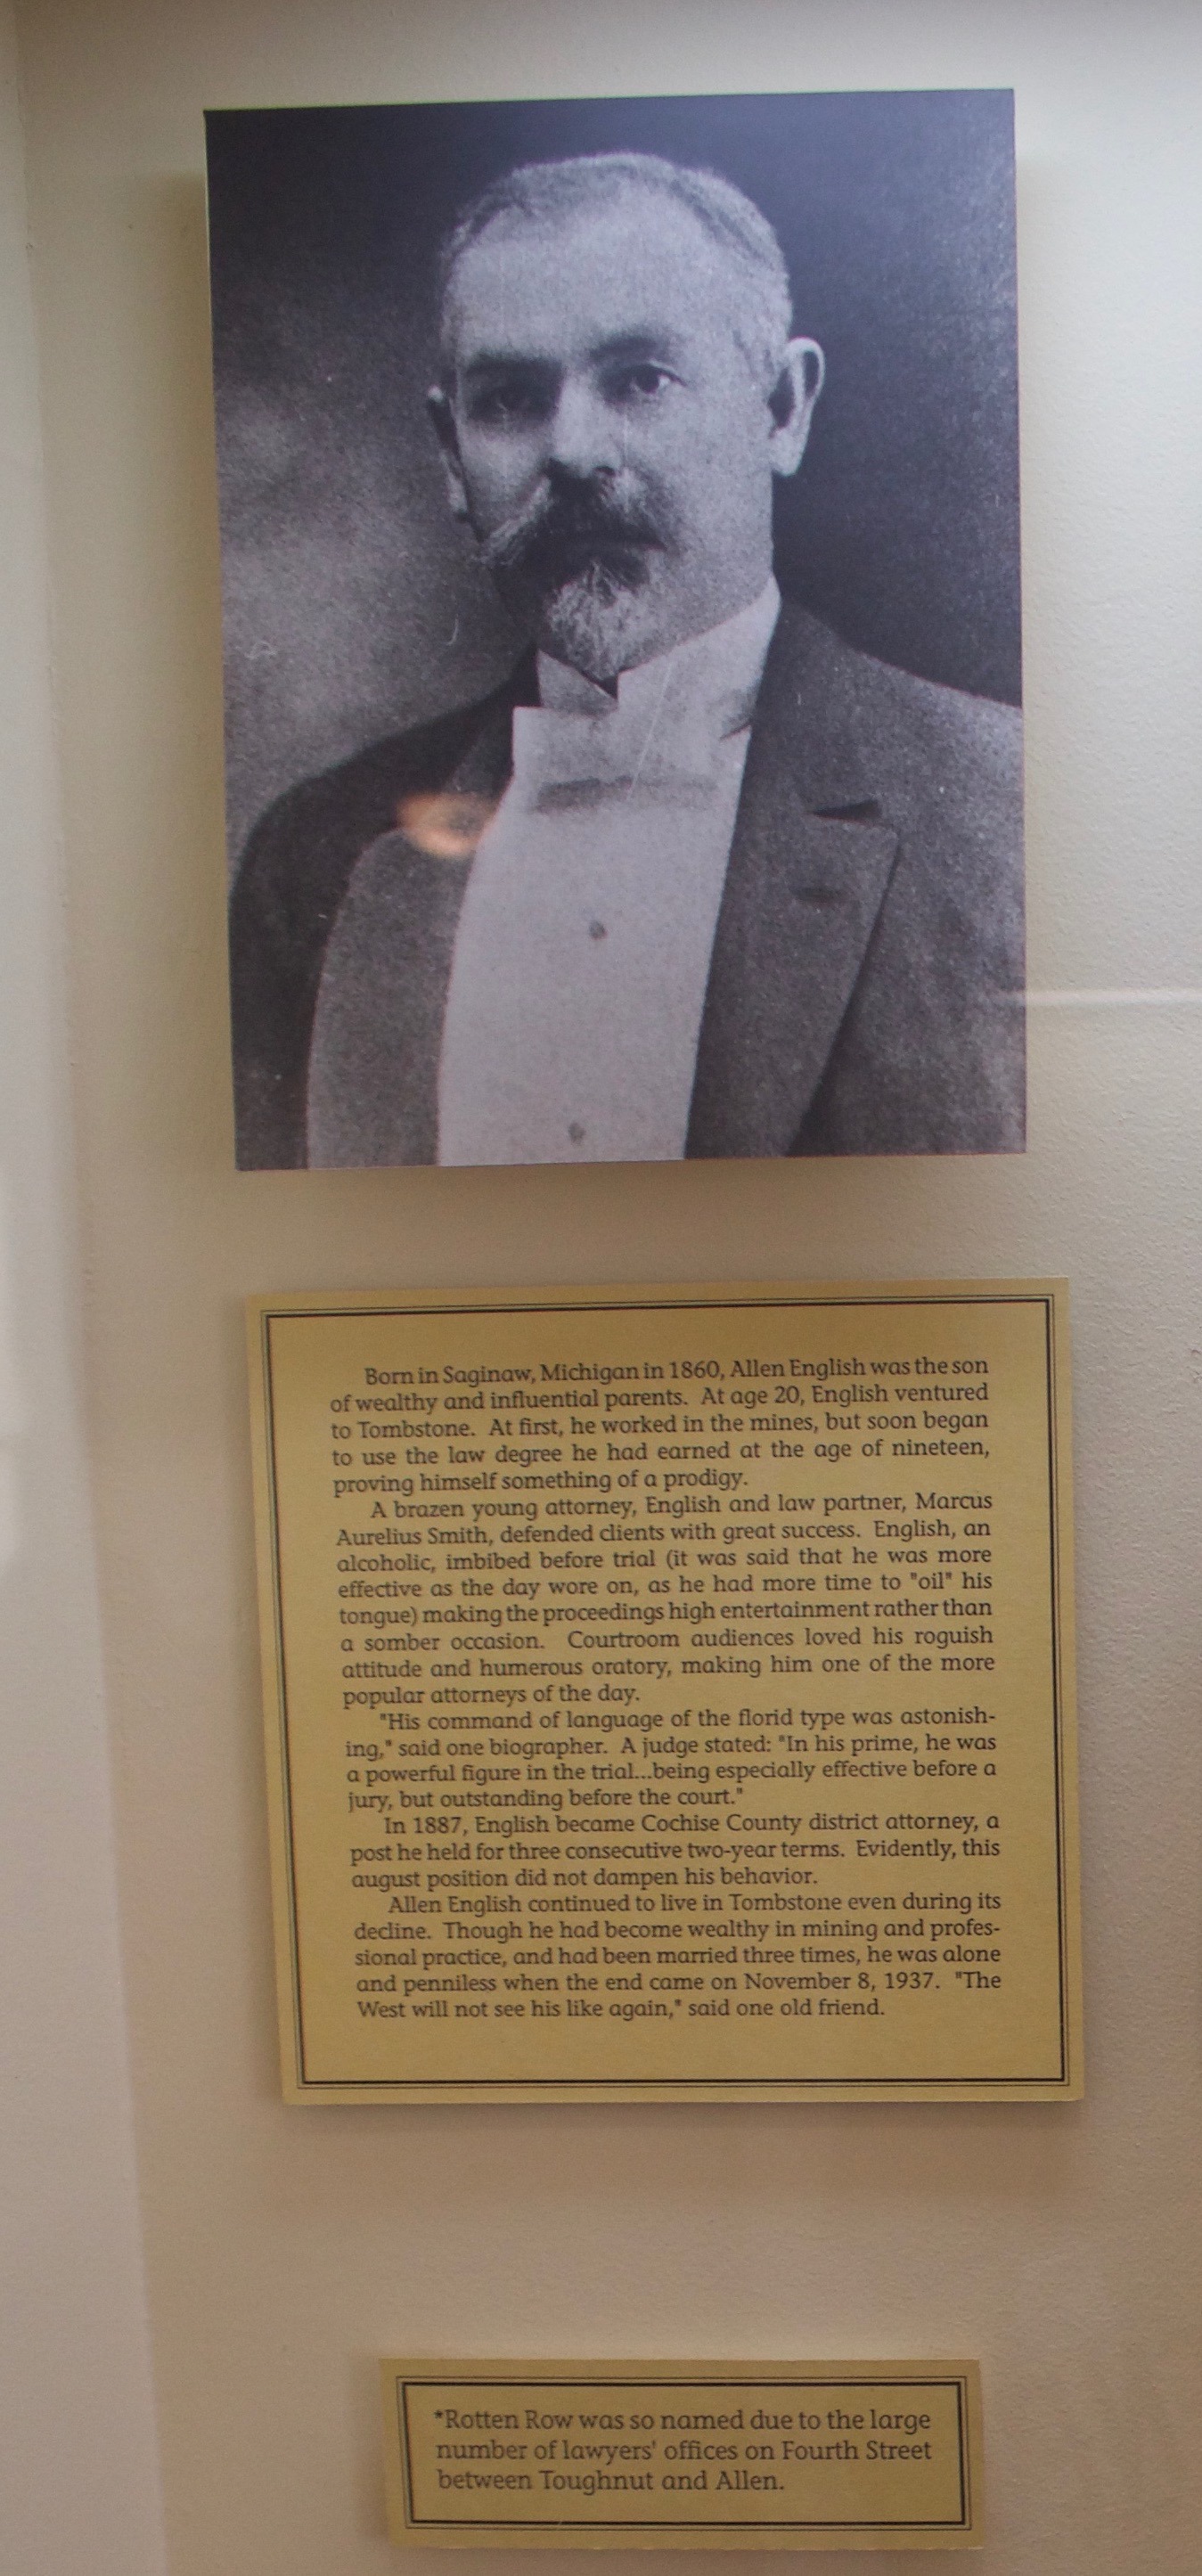 Born in Saginaw, Michigan in 1860, Allen English was the son
of wealthy and influential parents. At age 20, English ventured
to Tombstone. At first, he worked in the mines, but soon began
to use the law degree he had earned at the age of nineteen,
proving himself something of a prodigy.
A brazen young attorney, English and law partner, Marcus
Aurelius Smith, defended clients with great success. English, an
alcoholic, imbibed before trial (it was said that he was more
effective as the day wore on, as he had more time to "oil" his
tongue) making the proceedings high entertainment rather than
a somber occasion. Courtroom audiences loved his roguish
attitude and humerous oratory, making him one of the more
popular attorneys of the day.
"His command of language of the florid type was astonish-
ing," said one biographer. A judge stated: "In his prime, he was
a powerful figure in the trial...being especially effective before a
jury, but outstanding before the court."
In 1887, English became Cochise County district attorney, a
post he held for three consecutive two-year terms. Evidently, this
august position did not dampen his behavior.
Allen English continued to live in Tombstone even during its
decline. Though he had become wealthy in mining and profes-
sional practice, and had been married three times, he was alone
and penniless when the end came on November 8, 1937. "The
West will not see his like again," said one old friend.
*Rotten Row was so named due to the large
number of lawyers' offices on Fourth Street
between Toughnut and Allen.